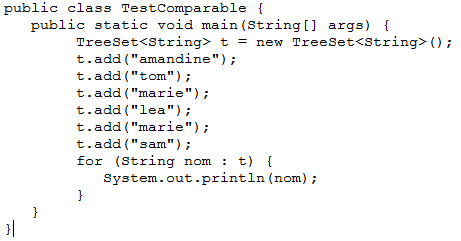 public class TestComparable {
public static void main(String[] args) {
TreeSet<String> t = new TreeSet<String>();
t.add("amandine");
t.add("tom");
t.add("marie");
t.add("lea");
t.add("marie");
t.add("sam");
for (String nom : t) {
System.out.println(nom);
}
}
}